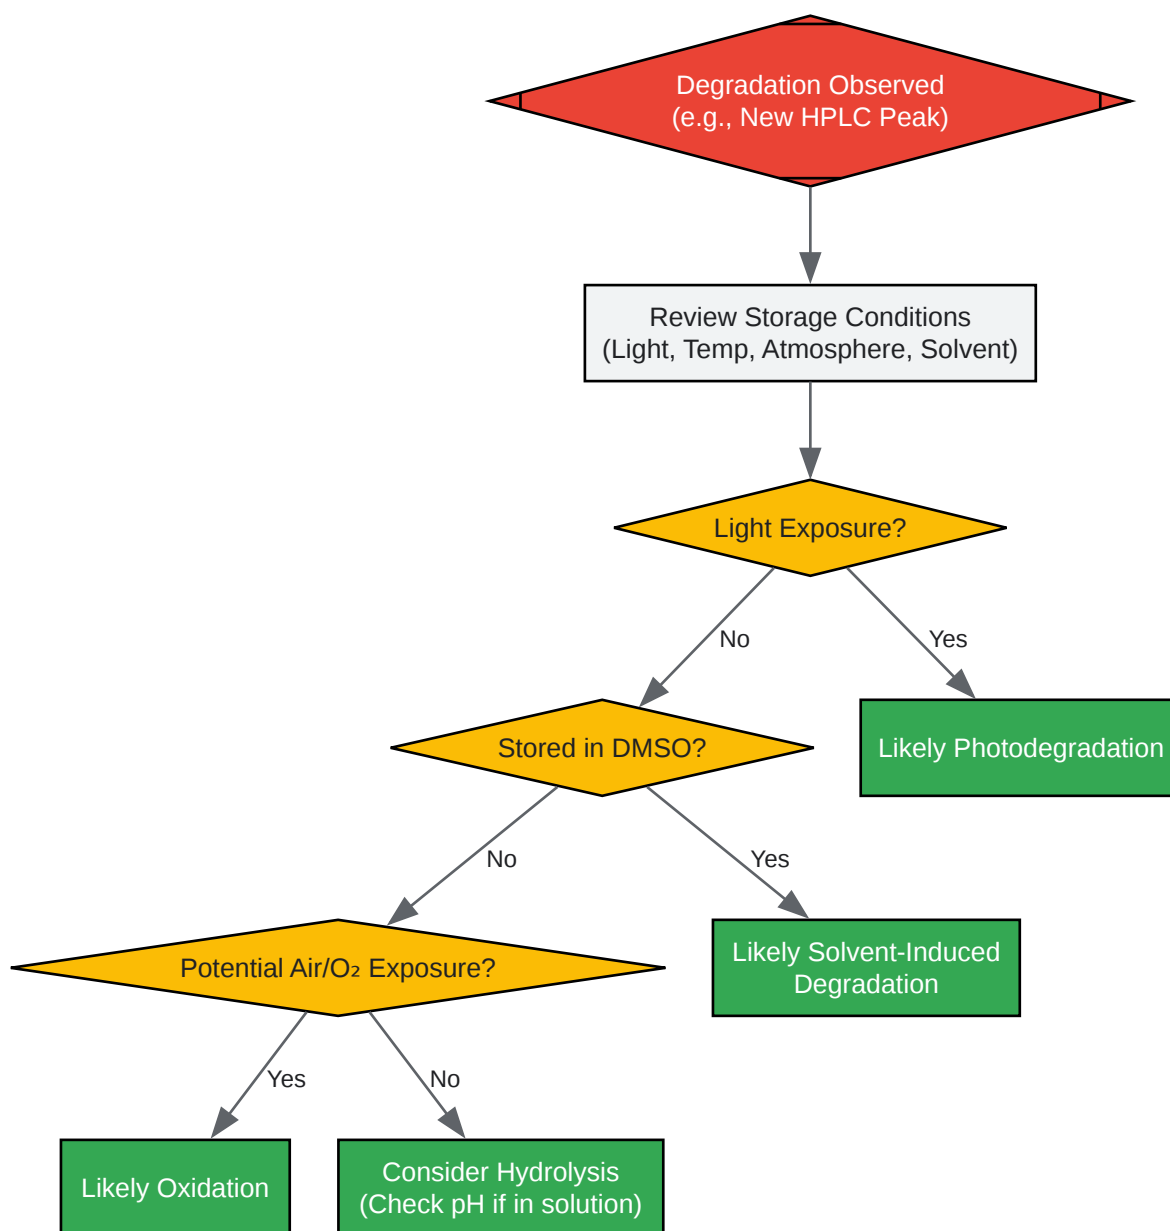 Degradation Observed
(e.g., New HPLC Peak)
Review Storage Conditions
(Light, Temp, Atmosphere, Solvent)
Light Exposure?
No
Yes
Stored in DMSO?
Likely Photodegradation
No
Yes
Potential Air/O₂ Exposure?
Likely Solvent-Induced
Degradation
Yes
No
Likely Oxidation
Consider Hydrolysis
(Check pH if in solution)